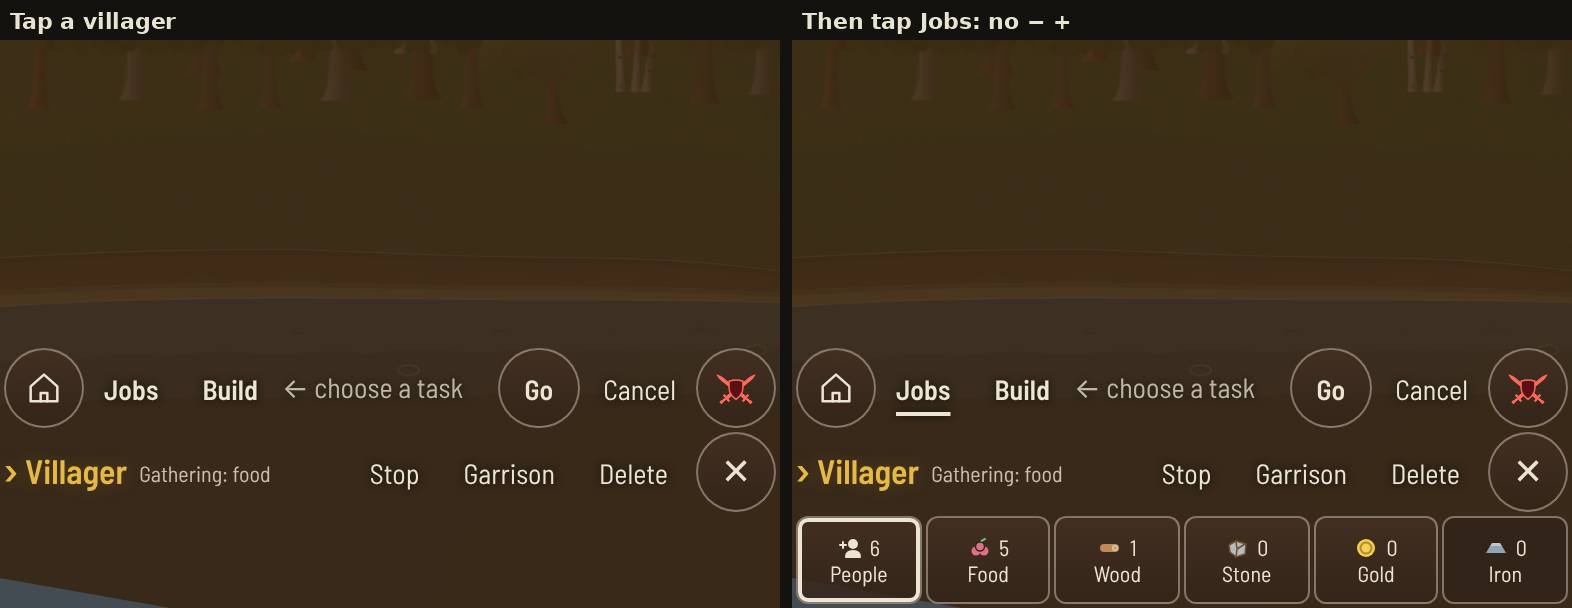 Tap a villager
Jobs Build ← choose a task Go Cancel
› Villager Gathering: food Stop Garrison Delete ✕
Then tap Jobs: no − +
Jobs Build ← choose a task Go Cancel
› Villager Gathering: food Stop Garrison Delete ✕
6 5 1 0 0 0
People Food Wood Stone Gold Iron